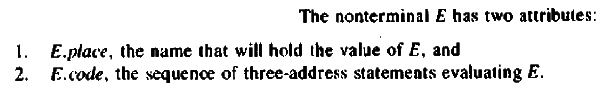 The nonterminal E has two attributes:
1. E.place, the name that will hold the value of E, and
2. E.code, the sequence of three-address statements evaluating E.